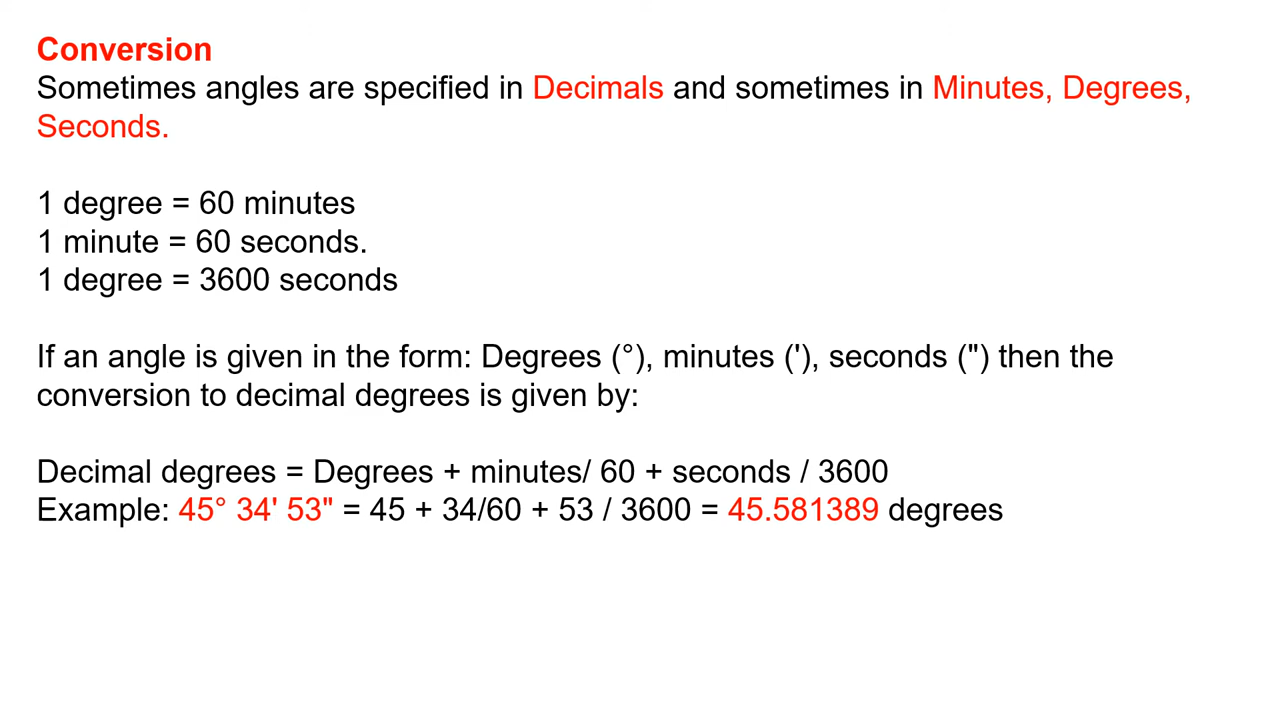 Conversion
Sometimes angles are specified in Decimals and sometimes in Minutes, Degrees,
Seconds.
1 degree = 60 minutes
1 minute = 60 seconds.
1 degree = 3600 seconds
If an angle is given in the form: Degrees (°), minutes ('), seconds (") then the
conversion to decimal degrees is given by:
Decimal degrees = Degrees + minutes/ 60 + seconds / 3600
Example: 45° 34' 53" = 45 + 34/60 + 53 / 3600 = 45.581389 degrees